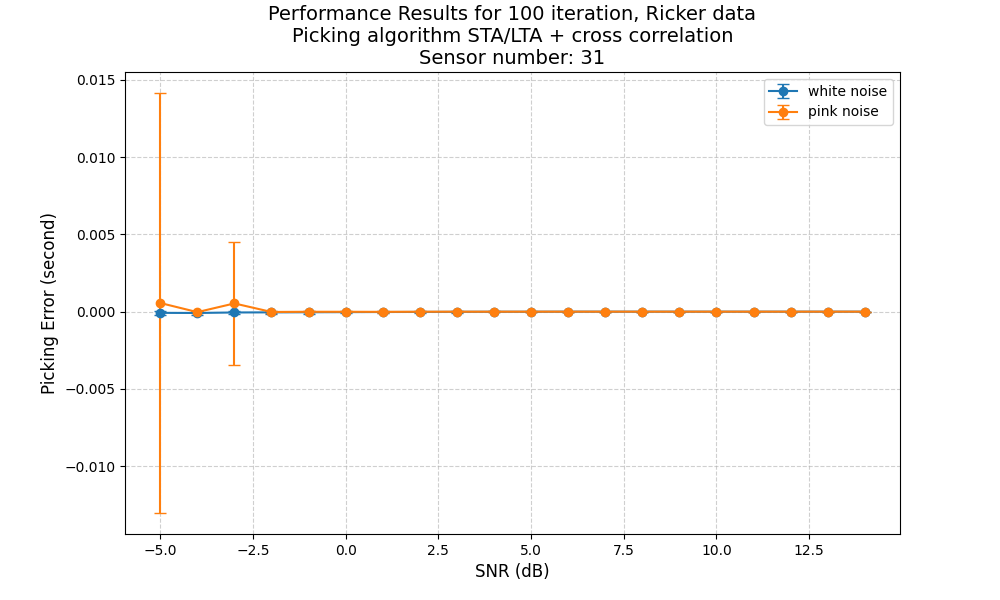 Performance Results for 100 iteration, Ricker data
Picking algorithm STA/LTA + cross correlation
Sensor number: 31
white noise
pink noise
Picking Error (second)
0.015
0.010
0.005
0.000
−0.005
−0.010
−5.0 −2.5 0.0 2.5 5.0 7.5 10.0 12.5
SNR (dB)